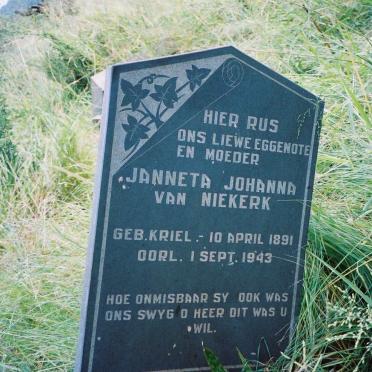 HIER RUS
ONS LIEWE EGGENOTE
EN MOEDER
JANNETA JOHANNA
VAN NIEKERK
GEB. KRIEL - 10 APRIL 1891
OORL. 1 SEPT. 1943
HOE ONMISBAAR SY OOK WAS
ONS SWYG O HEER DIT WAS U
WIL.